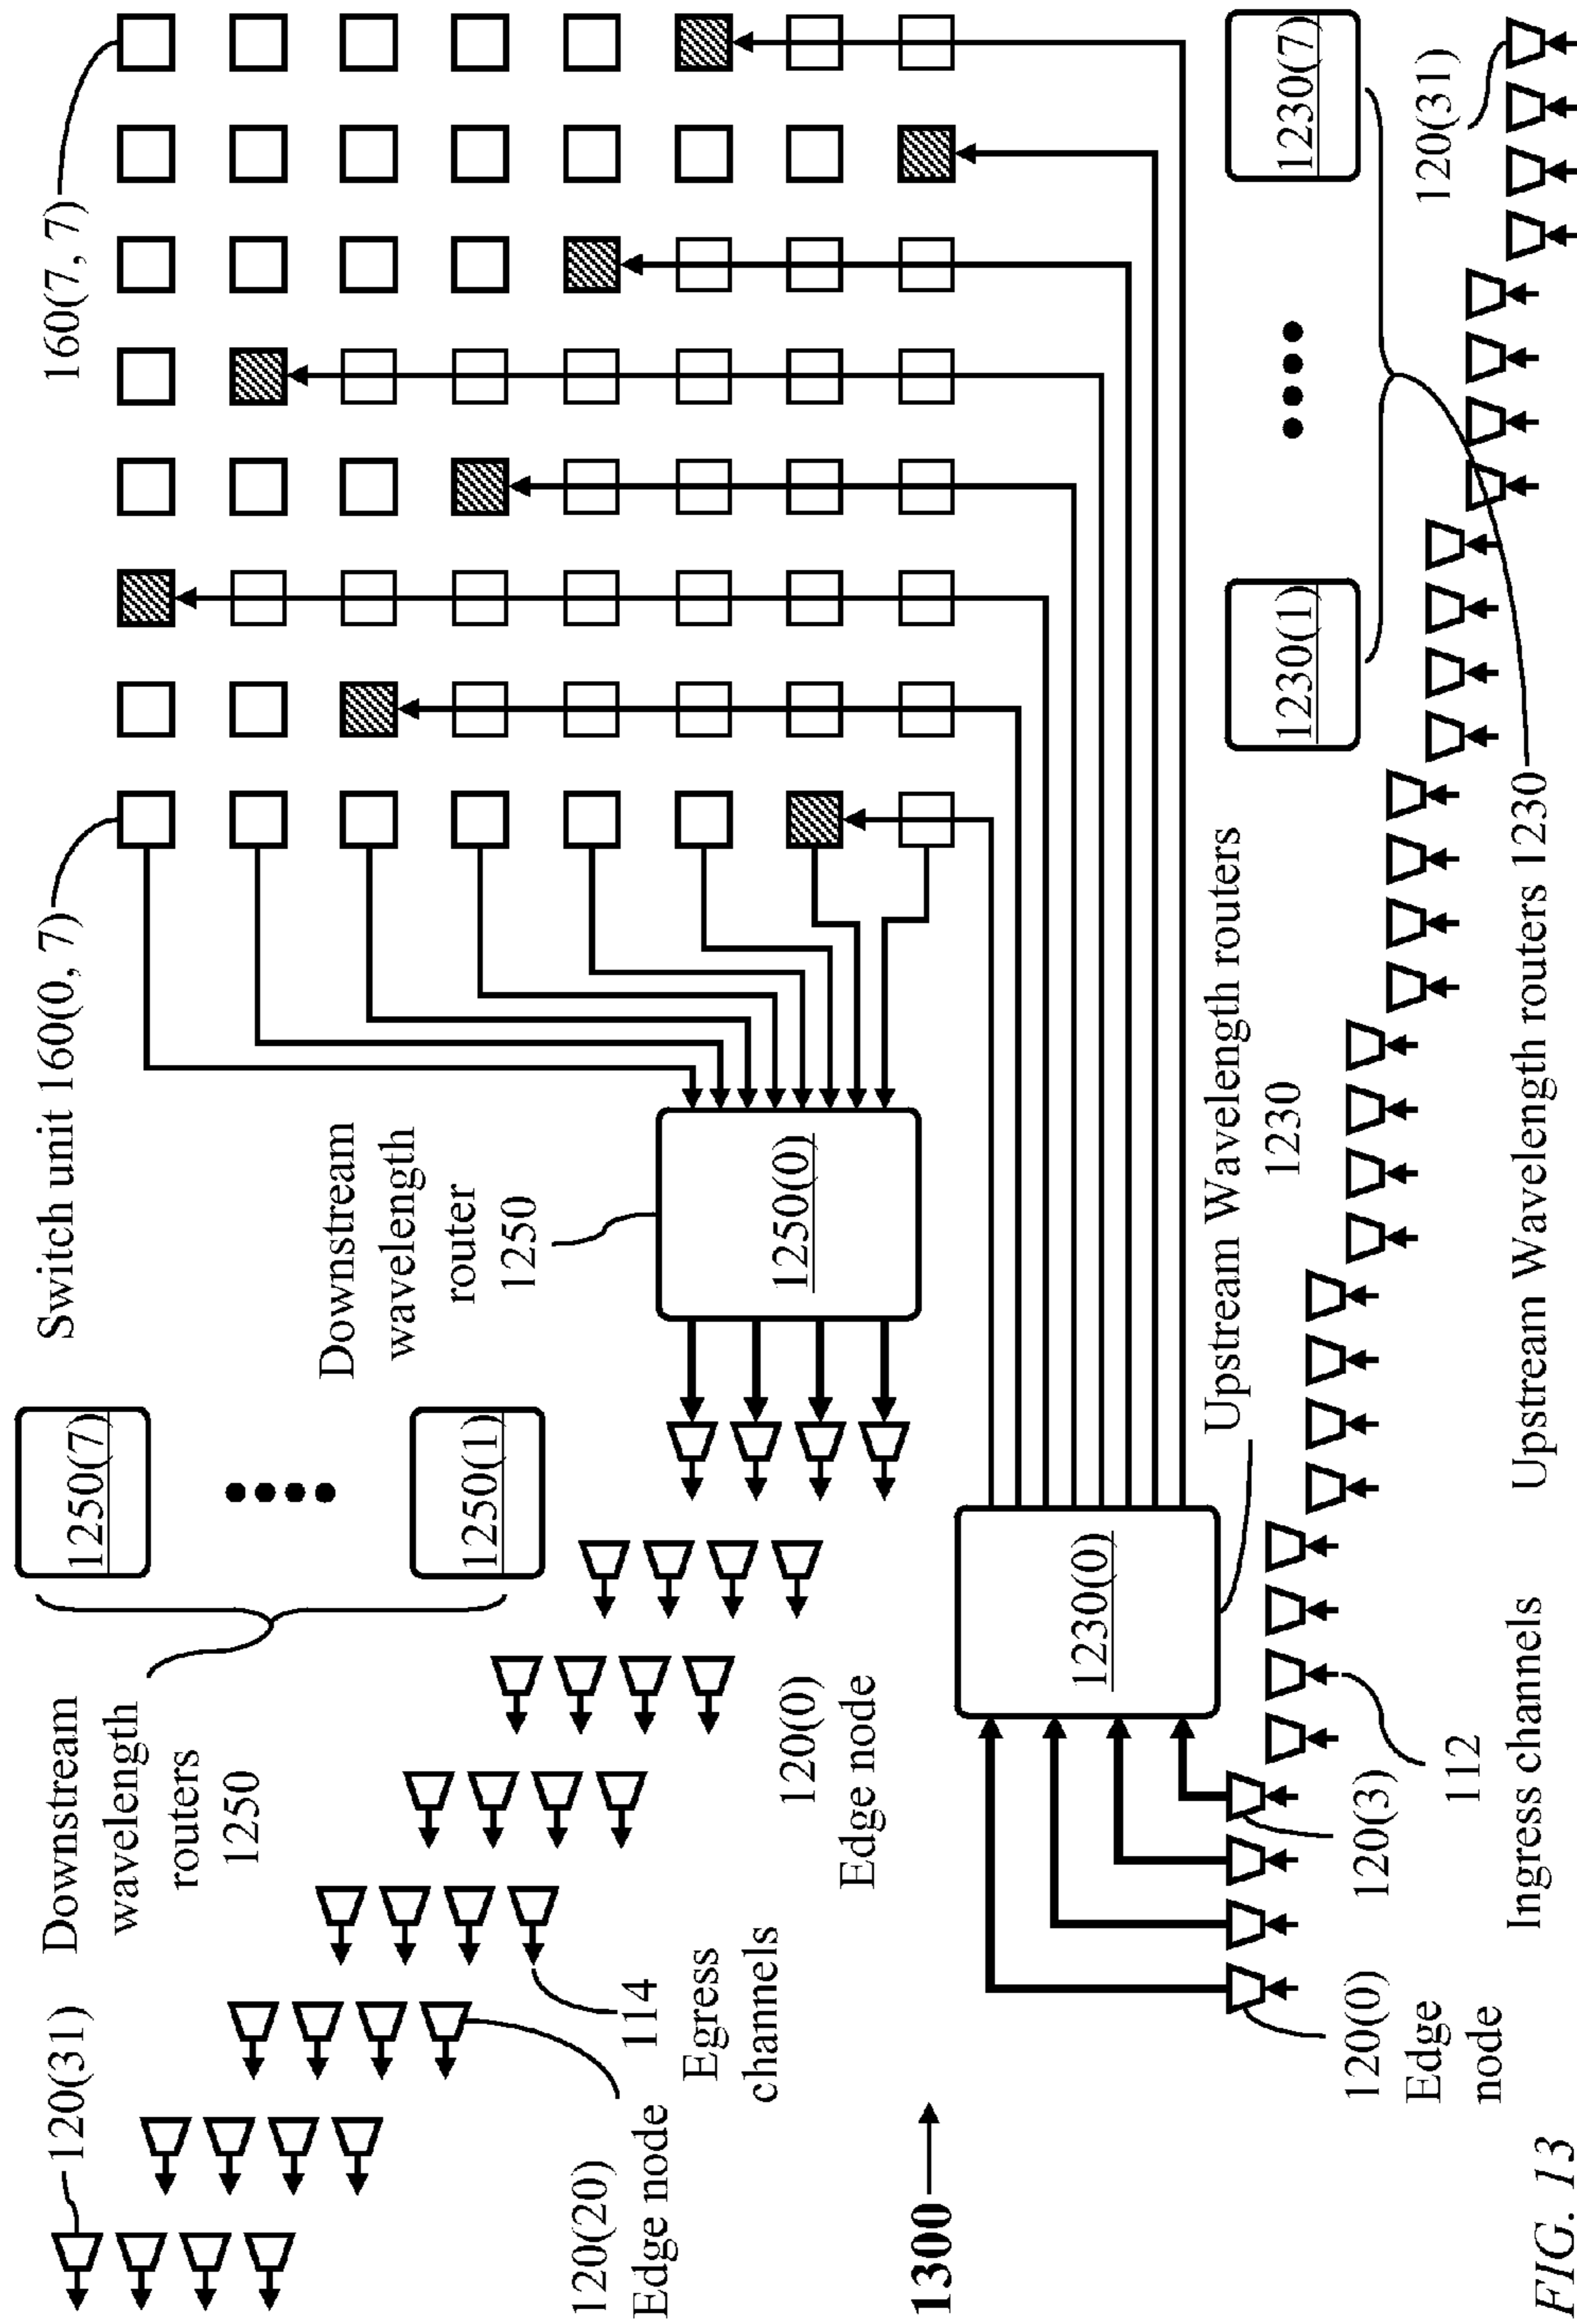 120(31)
Downstream
wavelength
routers
1250
1250(7)
1250(1)
Switch unit 160(0, 7)
160(7, 7)
Downstream
wavelength
router
1250
1250(0)
120(20)
Edge node
114
Egress
channels
120(0)
Edge node
1300
1230(0)
Upstream Wavelength routers
1230
1230(1)
1230(7)
120(0)
Edge
node
120(3)
112
Ingress channels
Upstream Wavelength routers 1230
120(31)
FIG. 13